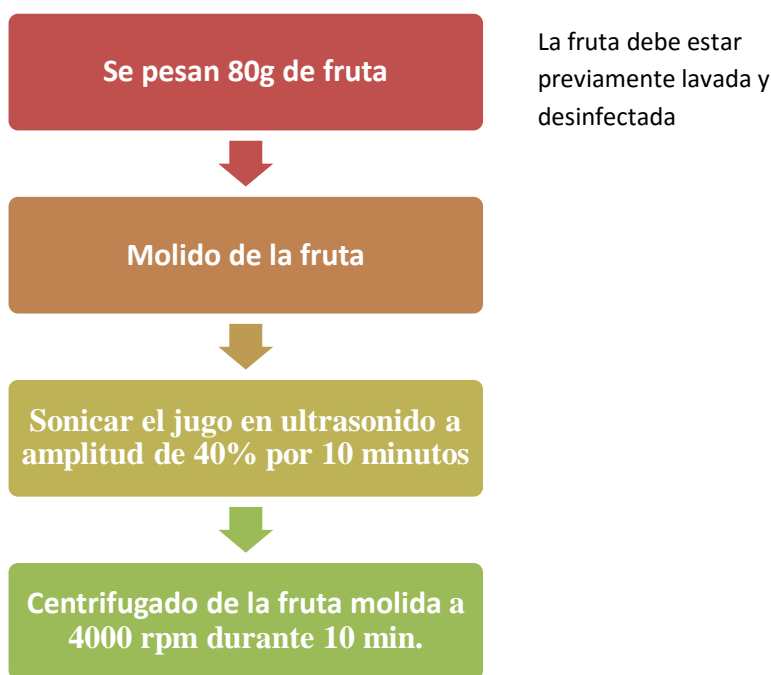 Se pesan 80g de fruta
La fruta debe estar
previamente lavada y
desinfectada
Molido de la fruta
Sonicar el jugo en ultrasonido a
amplitud de 40% por 10 minutos
Centrifugado de la fruta molida a
4000 rpm durante 10 min.